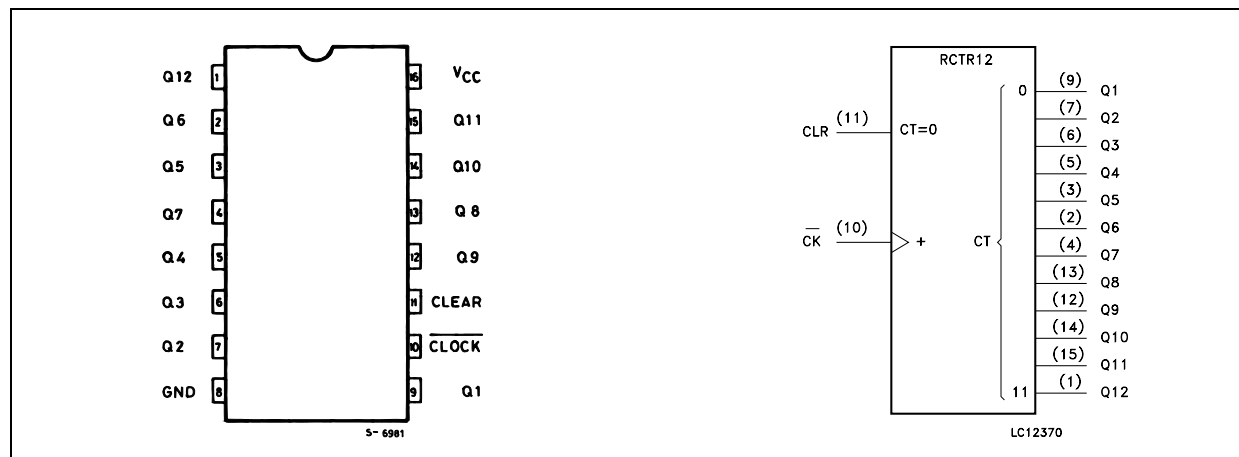 Q12 1 16 VCC
Q6 2 15 Q11
Q5 3 14 Q10
Q7 4 13 Q8
Q4 5 12 Q9
Q3 6 11 CLEAR
Q2 7 10 CLOCK
GND 8 9 Q1
S-6981
RCTR12
0 (9) Q1
(7) Q2
CLR (11) CT=0
(6) Q3
(5) Q4
(3) Q5
(2) Q6
CK (10) + CT
(4) Q7
(13) Q8
(12) Q9
(14) Q10
(15) Q11
11 (1) Q12
LC12370